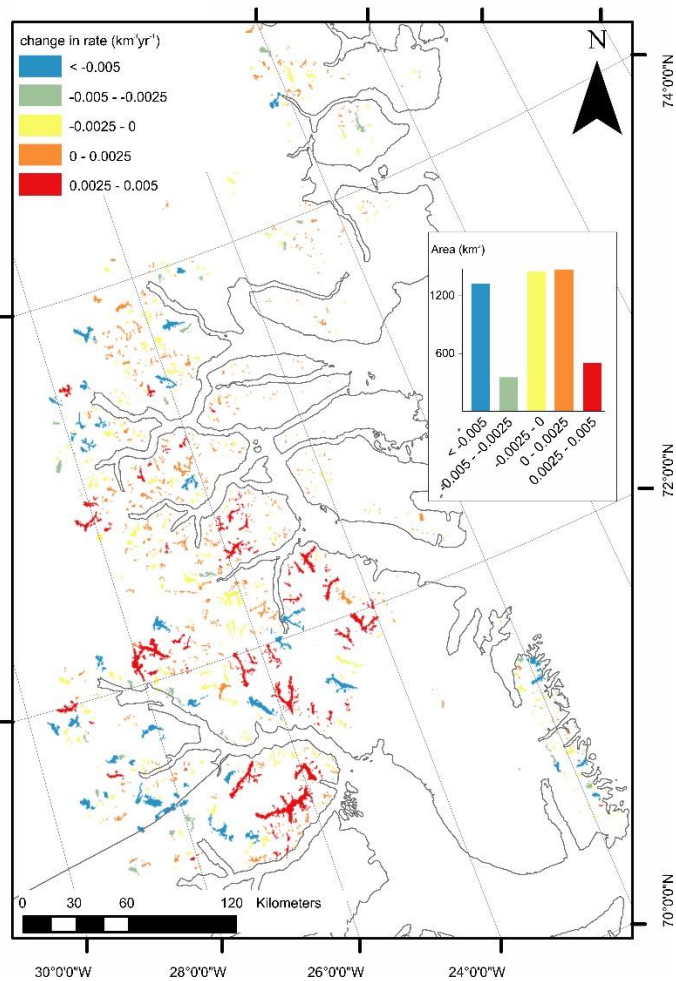 change in rate (km³yr⁻¹)
< -0.005
-0.005 - -0.0025
-0.0025 - 0
0 - 0.0025
0.0025 - 0.005
N
74°0'0"N
Area (km²)
1200
600
< -0.005
-0.005 - -0.0025
-0.0025 - 0
0 - 0.0025
0.0025 - 0.005
72°0'0"N
70°0'0"N
0 30 60 120 Kilometers
30°0'0"W 28°0'0"W 26°0'0"W 24°0'0"W